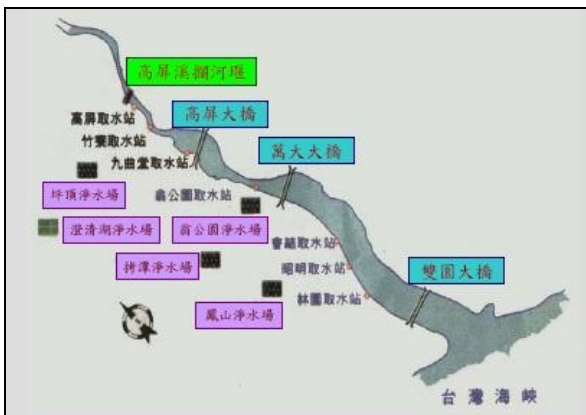 高屏溪攔河堰
高屏大橋
高屏取水站
竹寮取水站
萬大大橋
九曲堂取水站
坪頂淨水場
翁公園取水站
澄清湖淨水場
翁公園淨水場
會結取水站
拷潭淨水場
昭明取水站
雙園大橋
林園取水站
鳳山淨水場
台灣海峽